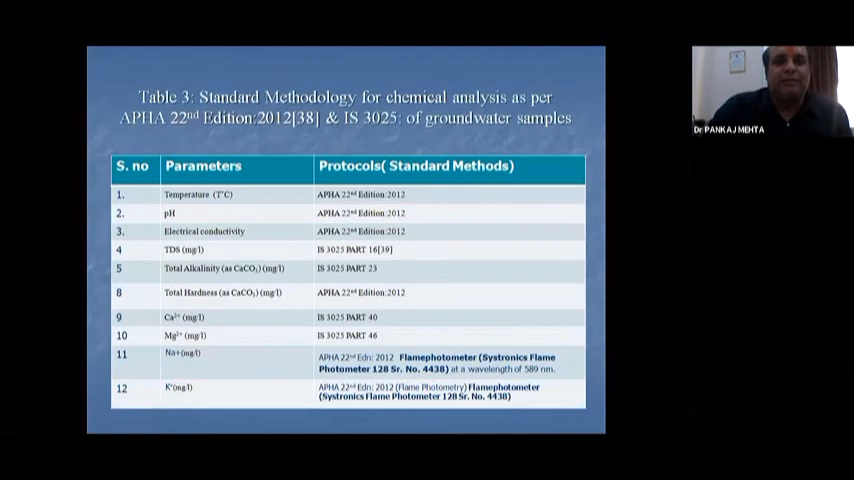 Table 3: Standard Methodology for chemical analysis as per
APHA 22nd Edition:2012[38] & IS 3025: of groundwater samples
Dr PANKAJ MEHTA
S. no Parameters Protocols( Standard Methods)
1. Temperature (T°C) APHA 22nd Edition:2012
2. pH APHA 22nd Edition:2012
3. Electrical conductivity APHA 22nd Edition:2012
4 TDS (mg/l) IS 3025 PART 16[39]
5 Total Alkalinity (as CaCO3) (mg/l) IS 3025 PART 23
8 Total Hardness (as CaCO3) (mg/l) APHA 22nd Edition:2012
9 Ca2+ (mg/l) IS 3025 PART 40
10 Mg2+ (mg/l) IS 3025 PART 46
11 Na+(mg/l) APHA 22nd Edn: 2012 Flamephotometer (Systronics Flame
Photometer 128 Sr. No. 4438) at a wavelength of 589 nm.
12 K+(mg/l) APHA 22nd Edn: 2012 (Flame Photometry) Flamephotometer
(Systronics Flame Photometer 128 Sr. No. 4438)